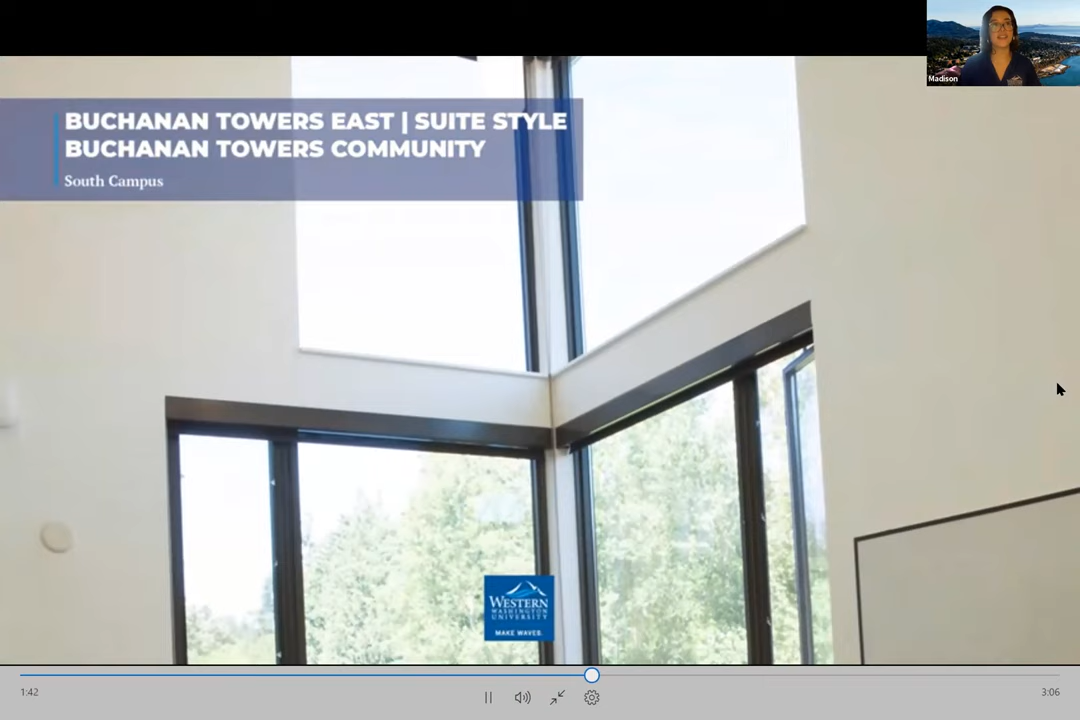 Madison
BUCHANAN TOWERS EAST | SUITE STYLE
BUCHANAN TOWERS COMMUNITY
South Campus
WESTERN
WASHINGTON
UNIVERSITY
MAKE WAVES.
1:42
3:06